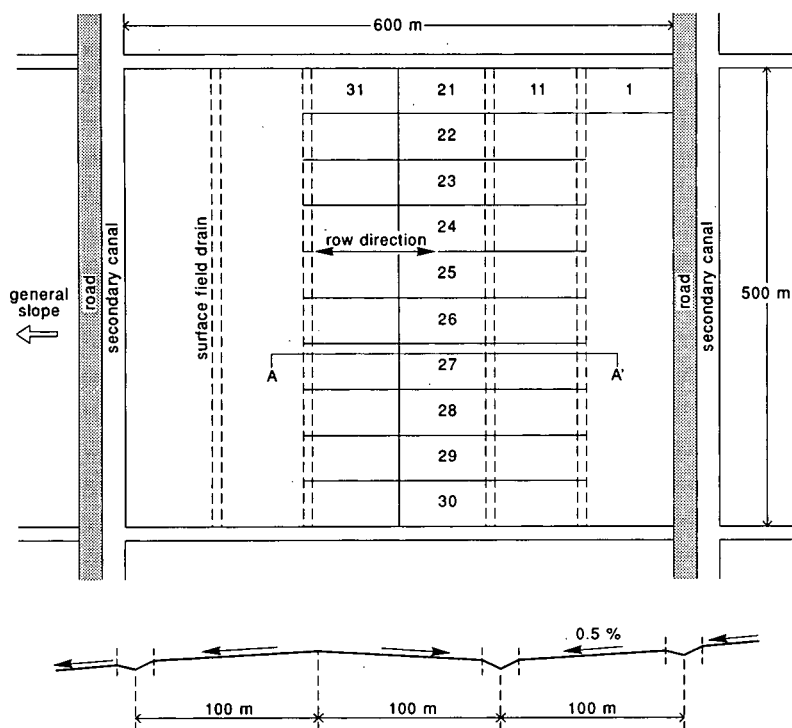 600 m
31 21 11 1
22
23
24
row direction
25
26
A 27 A'
28
29
30
road
secondary canal
surface field drain
general
slope
road
secondary canal
500 m
0.5 %
100 m 100 m 100 m